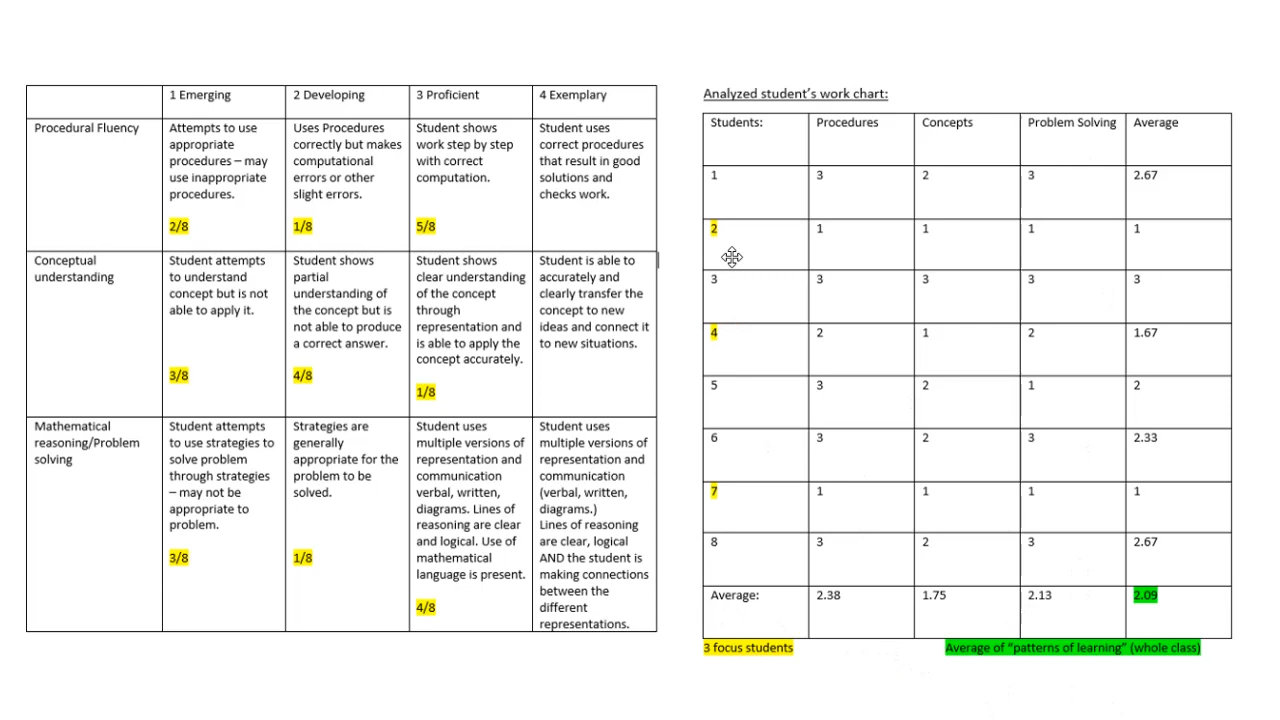 1 Emerging
2 Developing
3 Proficient
4 Exemplary
Procedural Fluency
Attempts to use
appropriate
procedures – may
use inappropriate
procedures.
2/8
Uses Procedures
correctly but makes
computational
errors or other
slight errors.
1/8
Student shows
work step by step
with correct
computation.
5/8
Student uses
correct procedures
that result in good
solutions and
checks work.
Conceptual
understanding
Student attempts
to understand
concept but is not
able to apply it.
3/8
Student shows
partial
understanding of
the concept but is
not able to produce
a correct answer.
4/8
Student shows
clear understanding
of the concept
through
representation and
is able to apply the
concept accurately.
1/8
Student is able to
accurately and
clearly transfer the
concept to new
ideas and connect it
to new situations.
Mathematical
reasoning/Problem
solving
Student attempts
to use strategies to
solve problem
through strategies
– may not be
appropriate to
problem.
3/8
Strategies are
generally
appropriate for the
problem to be
solved.
1/8
Student uses
multiple versions of
representation and
communication
verbal, written,
diagrams. Lines of
reasoning are clear
and logical. Use of
mathematical
language is present.
4/8
Student uses
multiple versions of
representation and
communication
(verbal, written,
diagrams.)
Lines of reasoning
are clear, logical
AND the student is
making connections
between the
different
representations.
Analyzed student's work chart:
Students: Procedures Concepts Problem Solving Average
1 3 2 3 2.67
2 1 1 1 1
3 3 3 3 3
4 2 1 2 1.67
5 3 2 1 2
6 3 2 3 2.33
7 1 1 1 1
8 3 2 3 2.67
Average: 2.38 1.75 2.13 2.09
3 focus students
Average of "patterns of learning" (whole class)